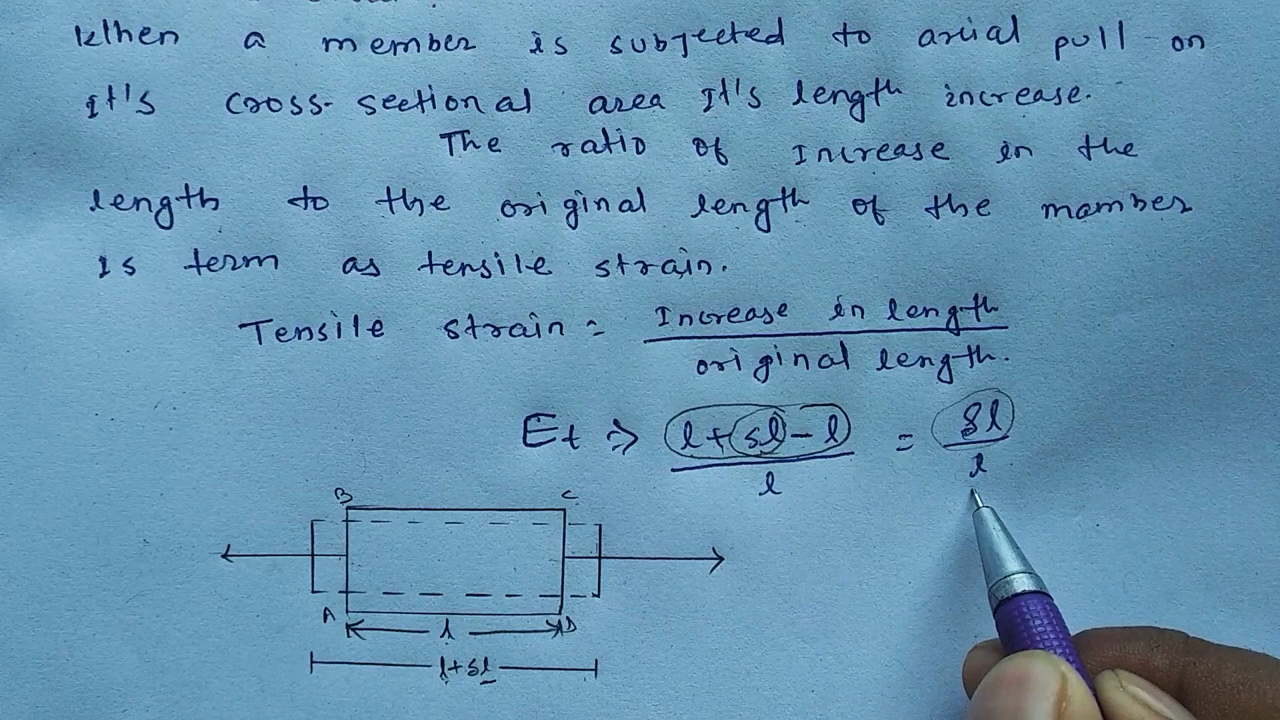 When a member is subjected to axial pull on
It's cross-sectional area It's length increase.
The ratio of Increase in the
length to the original length of the mamber
is term as tensile strain.
Tensile strain = Increase in length
original length.
Et => l+δl-l = δl
l l
B C
A D
l
l+δl